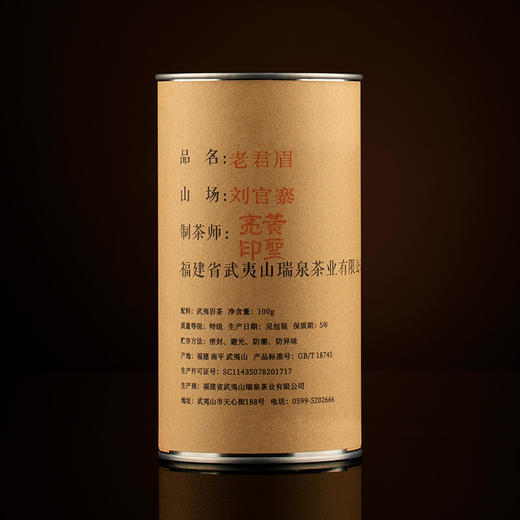 品 名:老君眉
山 场:刘官寨
制茶师:黄聖亮印
福建省武夷山瑞泉茶业有限公
配料:武夷岩茶 净含量:100g
质量等级:特级 生产日期:见包装 保质期:5年
贮存方法:密封、避光、防潮、防异味
产地:福建 南平 武夷山 产品标准号:GB/T 18745
生产许可证号:SC11435078201717
生产商:福建省武夷山瑞泉茶业有限公司
地址:武夷山市天心街188号 电话:0599-5202666